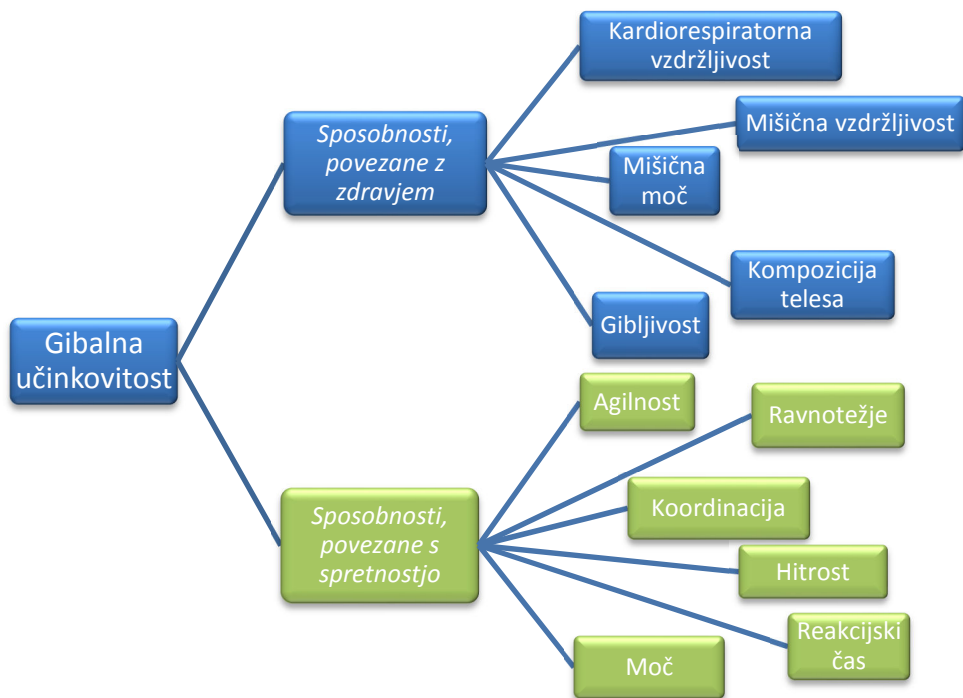 Kardiorespiratorna
vzdržljivost
Mišična vzdržljivost
Sposobnosti,
povezane z
zdravjem
Mišična
moč
Kompozicija
telesa
Gibljivost
Gibalna
učinkovitost
Agilnost
Ravnotežje
Koordinacija
Sposobnosti,
povezane s
spretnostjo
Hitrost
Reakcijski
čas
Moč